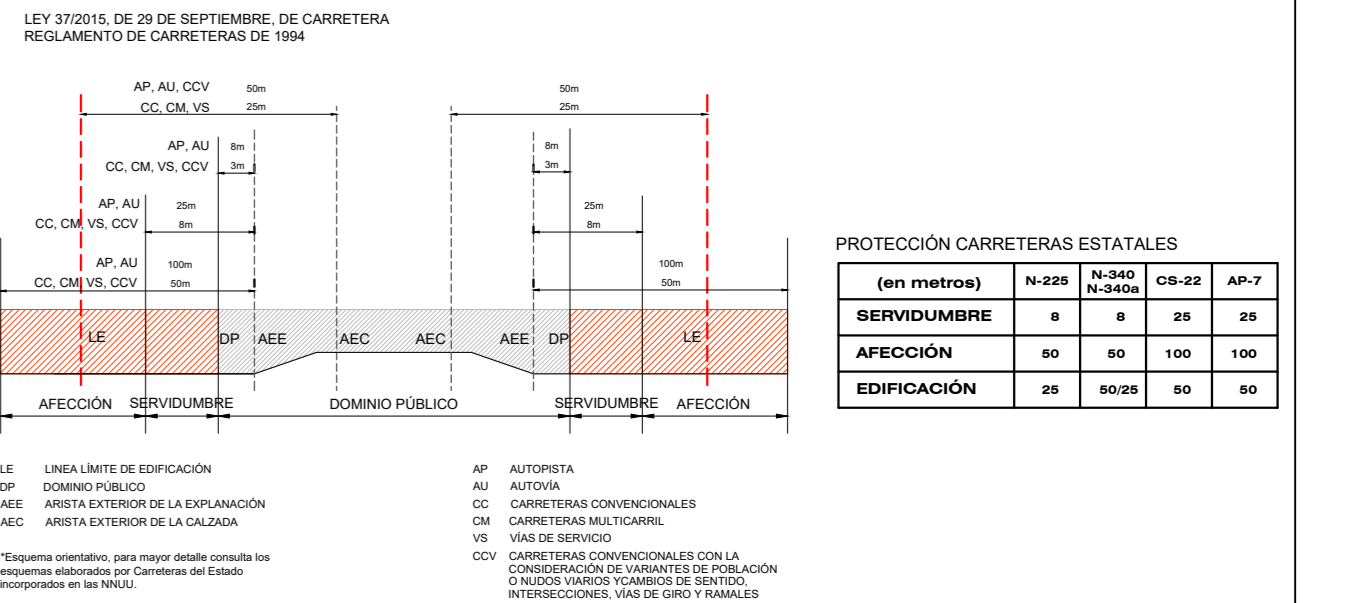 LEY 37/2015, DE 29 DE SEPTIEMBRE, DE CARRETERA
REGLAMENTO DE CARRETERAS DE 1994
AP, AU, CCV 50m 50m
CC, CM, VS 25m 25m
AP, AU 8m 8m
CC, CM, VS, CCV 3m 3m
AP, AU 25m 25m
CC, CM, VS, CCV 8m 8m
AP, AU 100m 100m
CC, CM, VS, CCV 50m 50m
LE DP AEE AEC AEC AEE DP LE
AFECCIÓN SERVIDUMBRE DOMINIO PÚBLICO SERVIDUMBRE AFECCIÓN
PROTECCIÓN CARRETERAS ESTATALES
(en metros) N-225 N-340 N-340a CS-22 AP-7
SERVIDUMBRE 8 8 25 25
AFECCIÓN 50 50 100 100
EDIFICACIÓN 25 50/25 50 50
LE LINEA LÍMITE DE EDIFICACIÓN
DP DOMINIO PÚBLICO
AEE ARISTA EXTERIOR DE LA EXPLANACIÓN
AEC ARISTA EXTERIOR DE LA CALZADA
*Esquema orientativo, para mayor detalle consulta los
esquemas elaborados por Carreteras del Estado
incorporados en las NNUU.
AP AUTOPISTA
AU AUTOVÍA
CC CARRETERAS CONVENCIONALES
CM CARRETERAS MULTICARRIL
VS VÍAS DE SERVICIO
CCV CARRETERAS CONVENCIONALES CON LA
CONSIDERACIÓN DE VARIANTES DE POBLACIÓN
O NUDOS VIARIOS YCAMBIOS DE SENTIDO,
INTERSECCIONES, VÍAS DE GIRO Y RAMALES